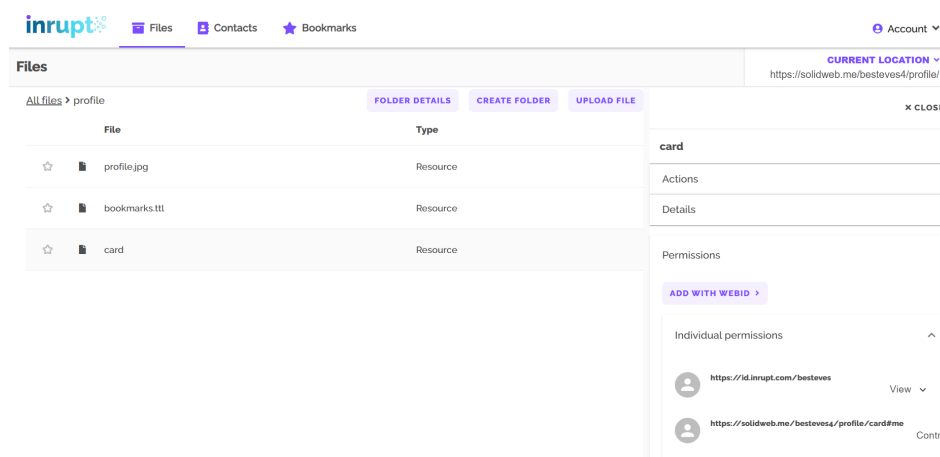 inrupt
Files
Contacts
Bookmarks
Account
Files
CURRENT LOCATION
https://solidweb.me/besteves4/profile/
All files > profile
FOLDER DETAILS
CREATE FOLDER
UPLOAD FILE
File Type
profile.jpg Resource
bookmarks.ttl Resource
card Resource
× CLOSE
card
Actions
Details
Permissions
ADD WITH WEBID >
Individual permissions
https://id.inrupt.com/besteves
View
https://solidweb.me/besteves4/profile/card#me
Contr